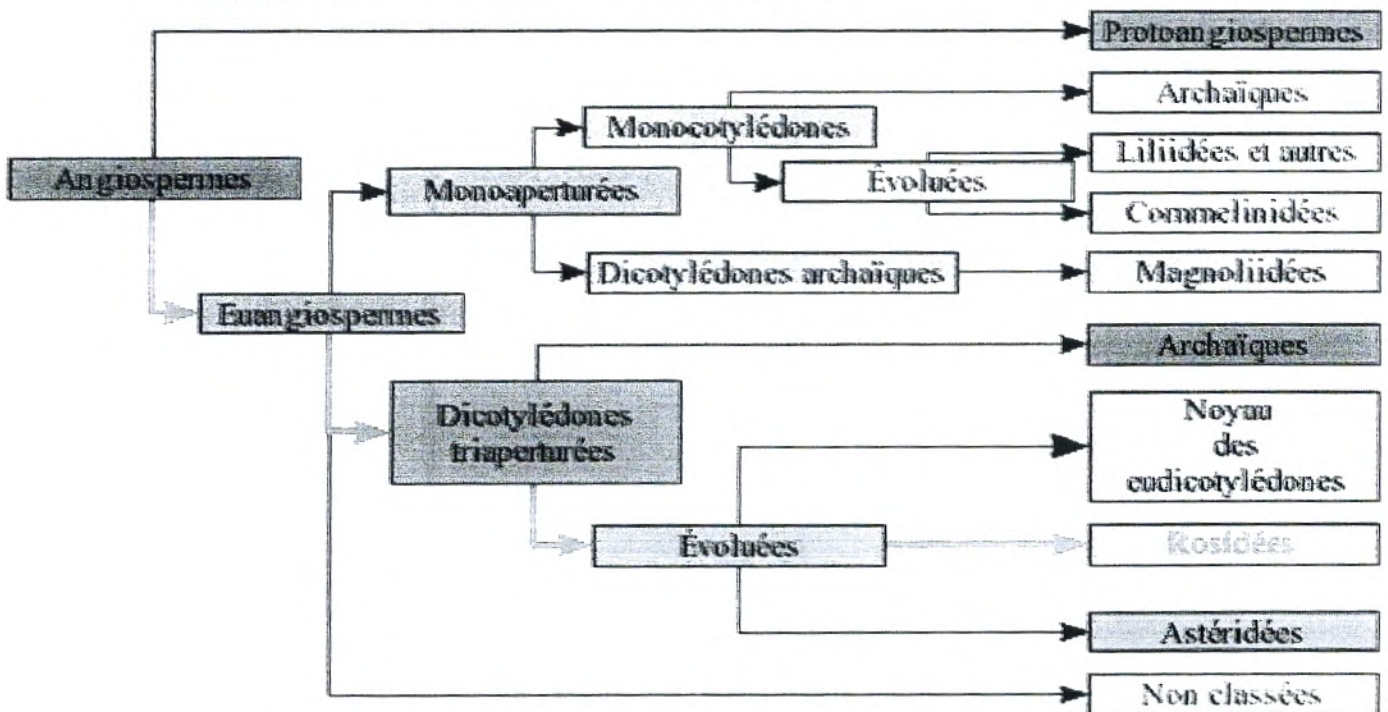 Protoangiospermes
Archaïques
Monocotylédones
Liliidées et autres
Angiospermes
Évoluées
Monoaperturées
Commelinidées
Dicotylédones archaïques
Magnoliidées
Euangiospermes
Archaïques
Dicotylédones
triaperturées
Noyau
des
eudicotylédones
Évoluées
Rosidées
Astéridées
Non classées